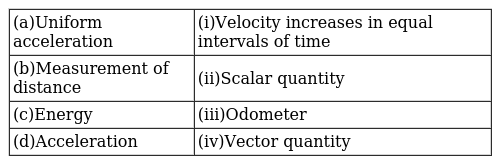 (a)Uniform acceleration
(i)Velocity increases in equal intervals of time
(b)Measurement of distance
(ii)Scalar quantity
(c)Energy
(iii)Odometer
(d)Acceleration
(iv)Vector quantity